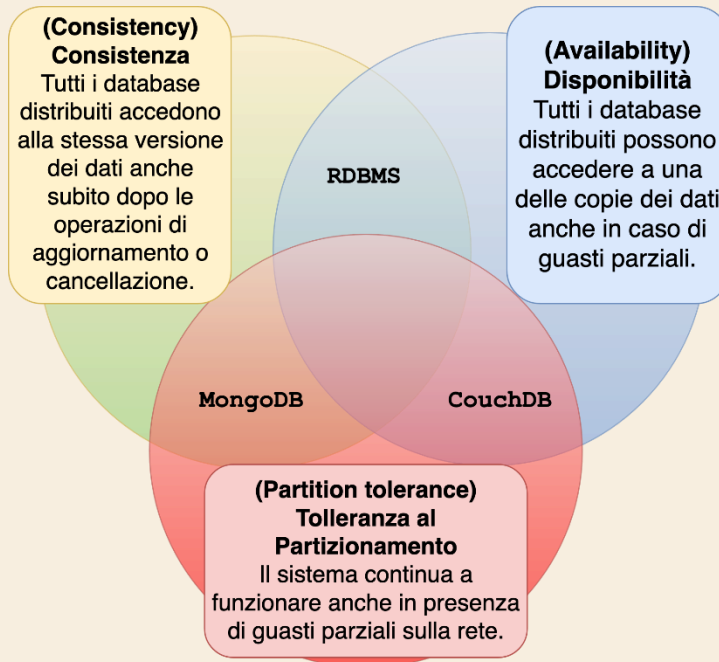 (Consistency)
Consistenza
Tutti i database
distribuiti accedono
alla stessa versione
dei dati anche
subito dopo le
operazioni di
aggiornamento o
cancellazione.
(Availability)
Disponibilità
Tutti i database
distribuiti possono
accedere a una
delle copie dei dati
anche in caso di
guasti parziali.
RDBMS
MongoDB
CouchDB
(Partition tolerance)
Tolleranza al
Partizionamento
Il sistema continua a
funzionare anche in presenza
di guasti parziali sulla rete.